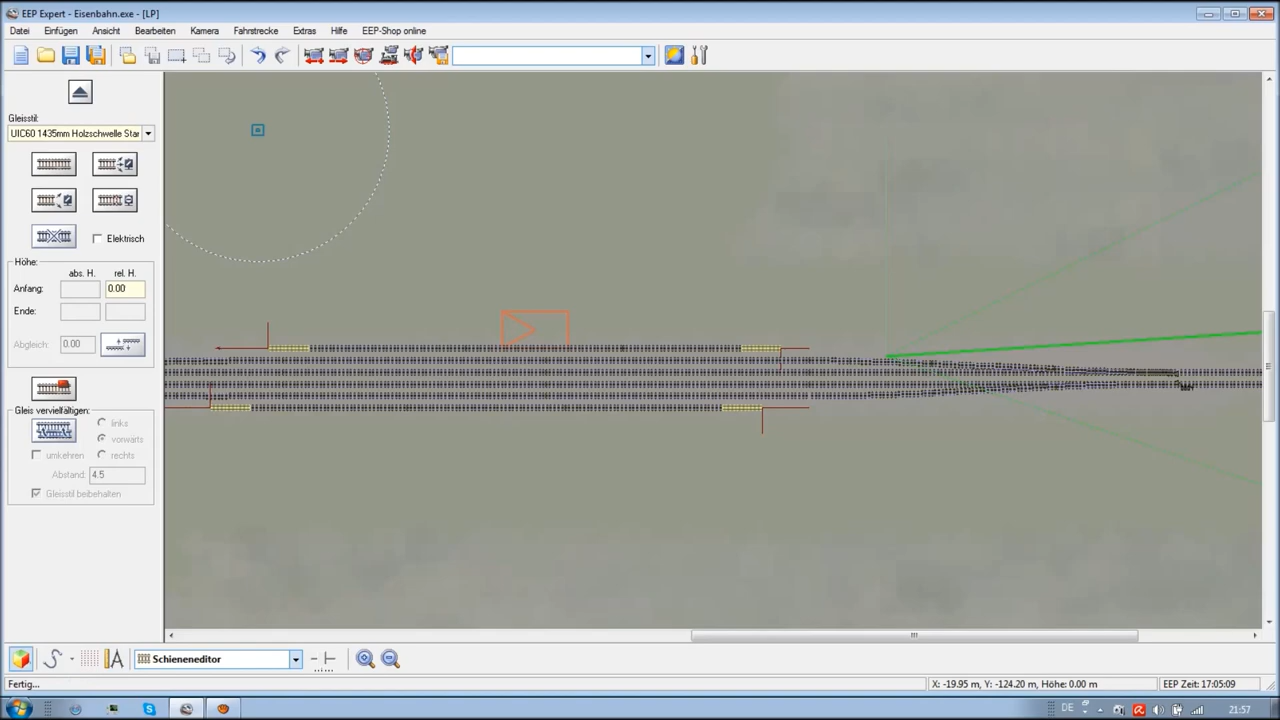 EEP Expert - Eisenbahn.exe - [LP]
Datei Einfügen Ansicht Bearbeiten Kamera Fahrstrecke Extras Hilfe EEP-Shop online
Gleisstil:
UIC60 1435mm Holzschwelle Star
Elektrisch
Höhe:
abs. H. rel. H.
Anfang: 0.00
Ende:
Abgleich: 0.00
Gleis vervielfältigen:
links
vorwärts
umkehren rechts
Abstand: 4.5
Gleisstil beibehalten
Schieneneditor
Fertig... X: -19.95 m, Y: -124.20 m, Höhe: 0.00 m EEP Zeit: 17:05:09
DE 21:57